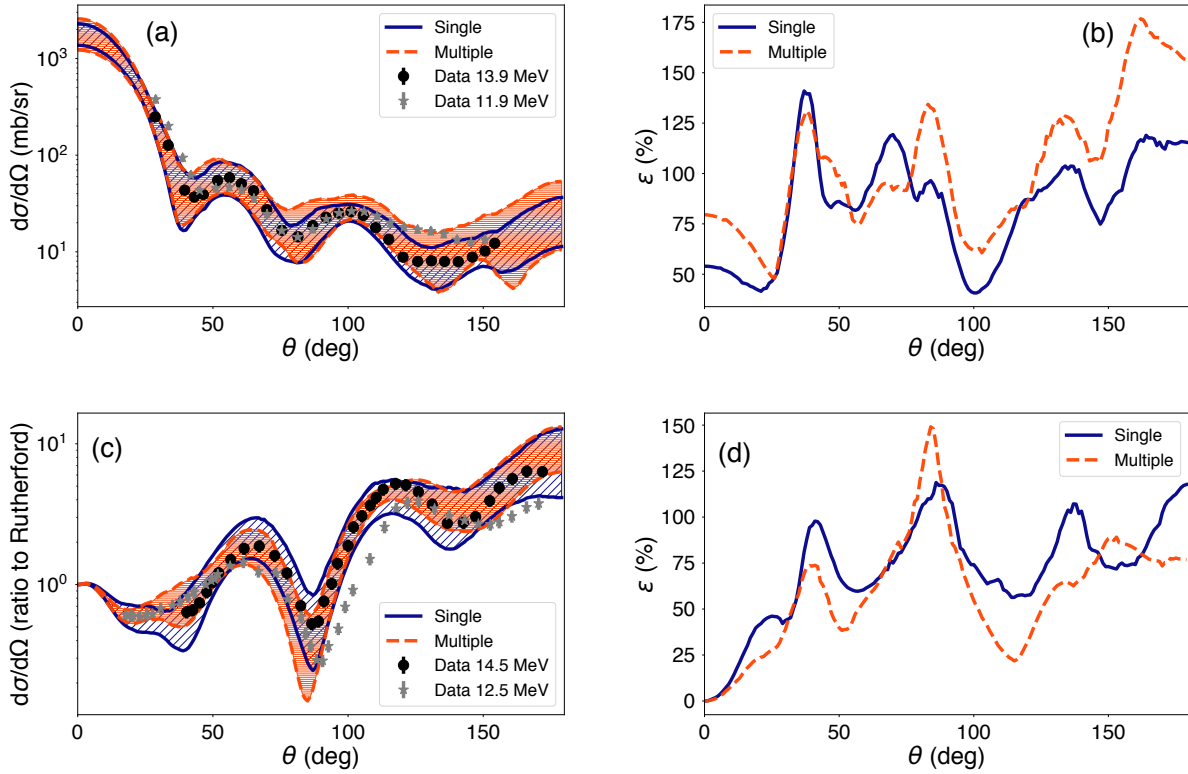 (a)
Single
Multiple
Data 13.9 MeV
Data 11.9 MeV
dσ/dΩ (mb/sr)
10³
10²
10¹
0
50
100
150
θ (deg)
(b)
Single
Multiple
ε (%)
175
150
125
100
75
50
0
50
100
150
θ (deg)
(c)
Single
Multiple
Data 14.5 MeV
Data 12.5 MeV
dσ/dΩ (ratio to Rutherford)
10¹
10⁰
0
50
100
150
θ (deg)
(d)
Single
Multiple
ε (%)
150
125
100
75
50
25
0
0
50
100
150
θ (deg)